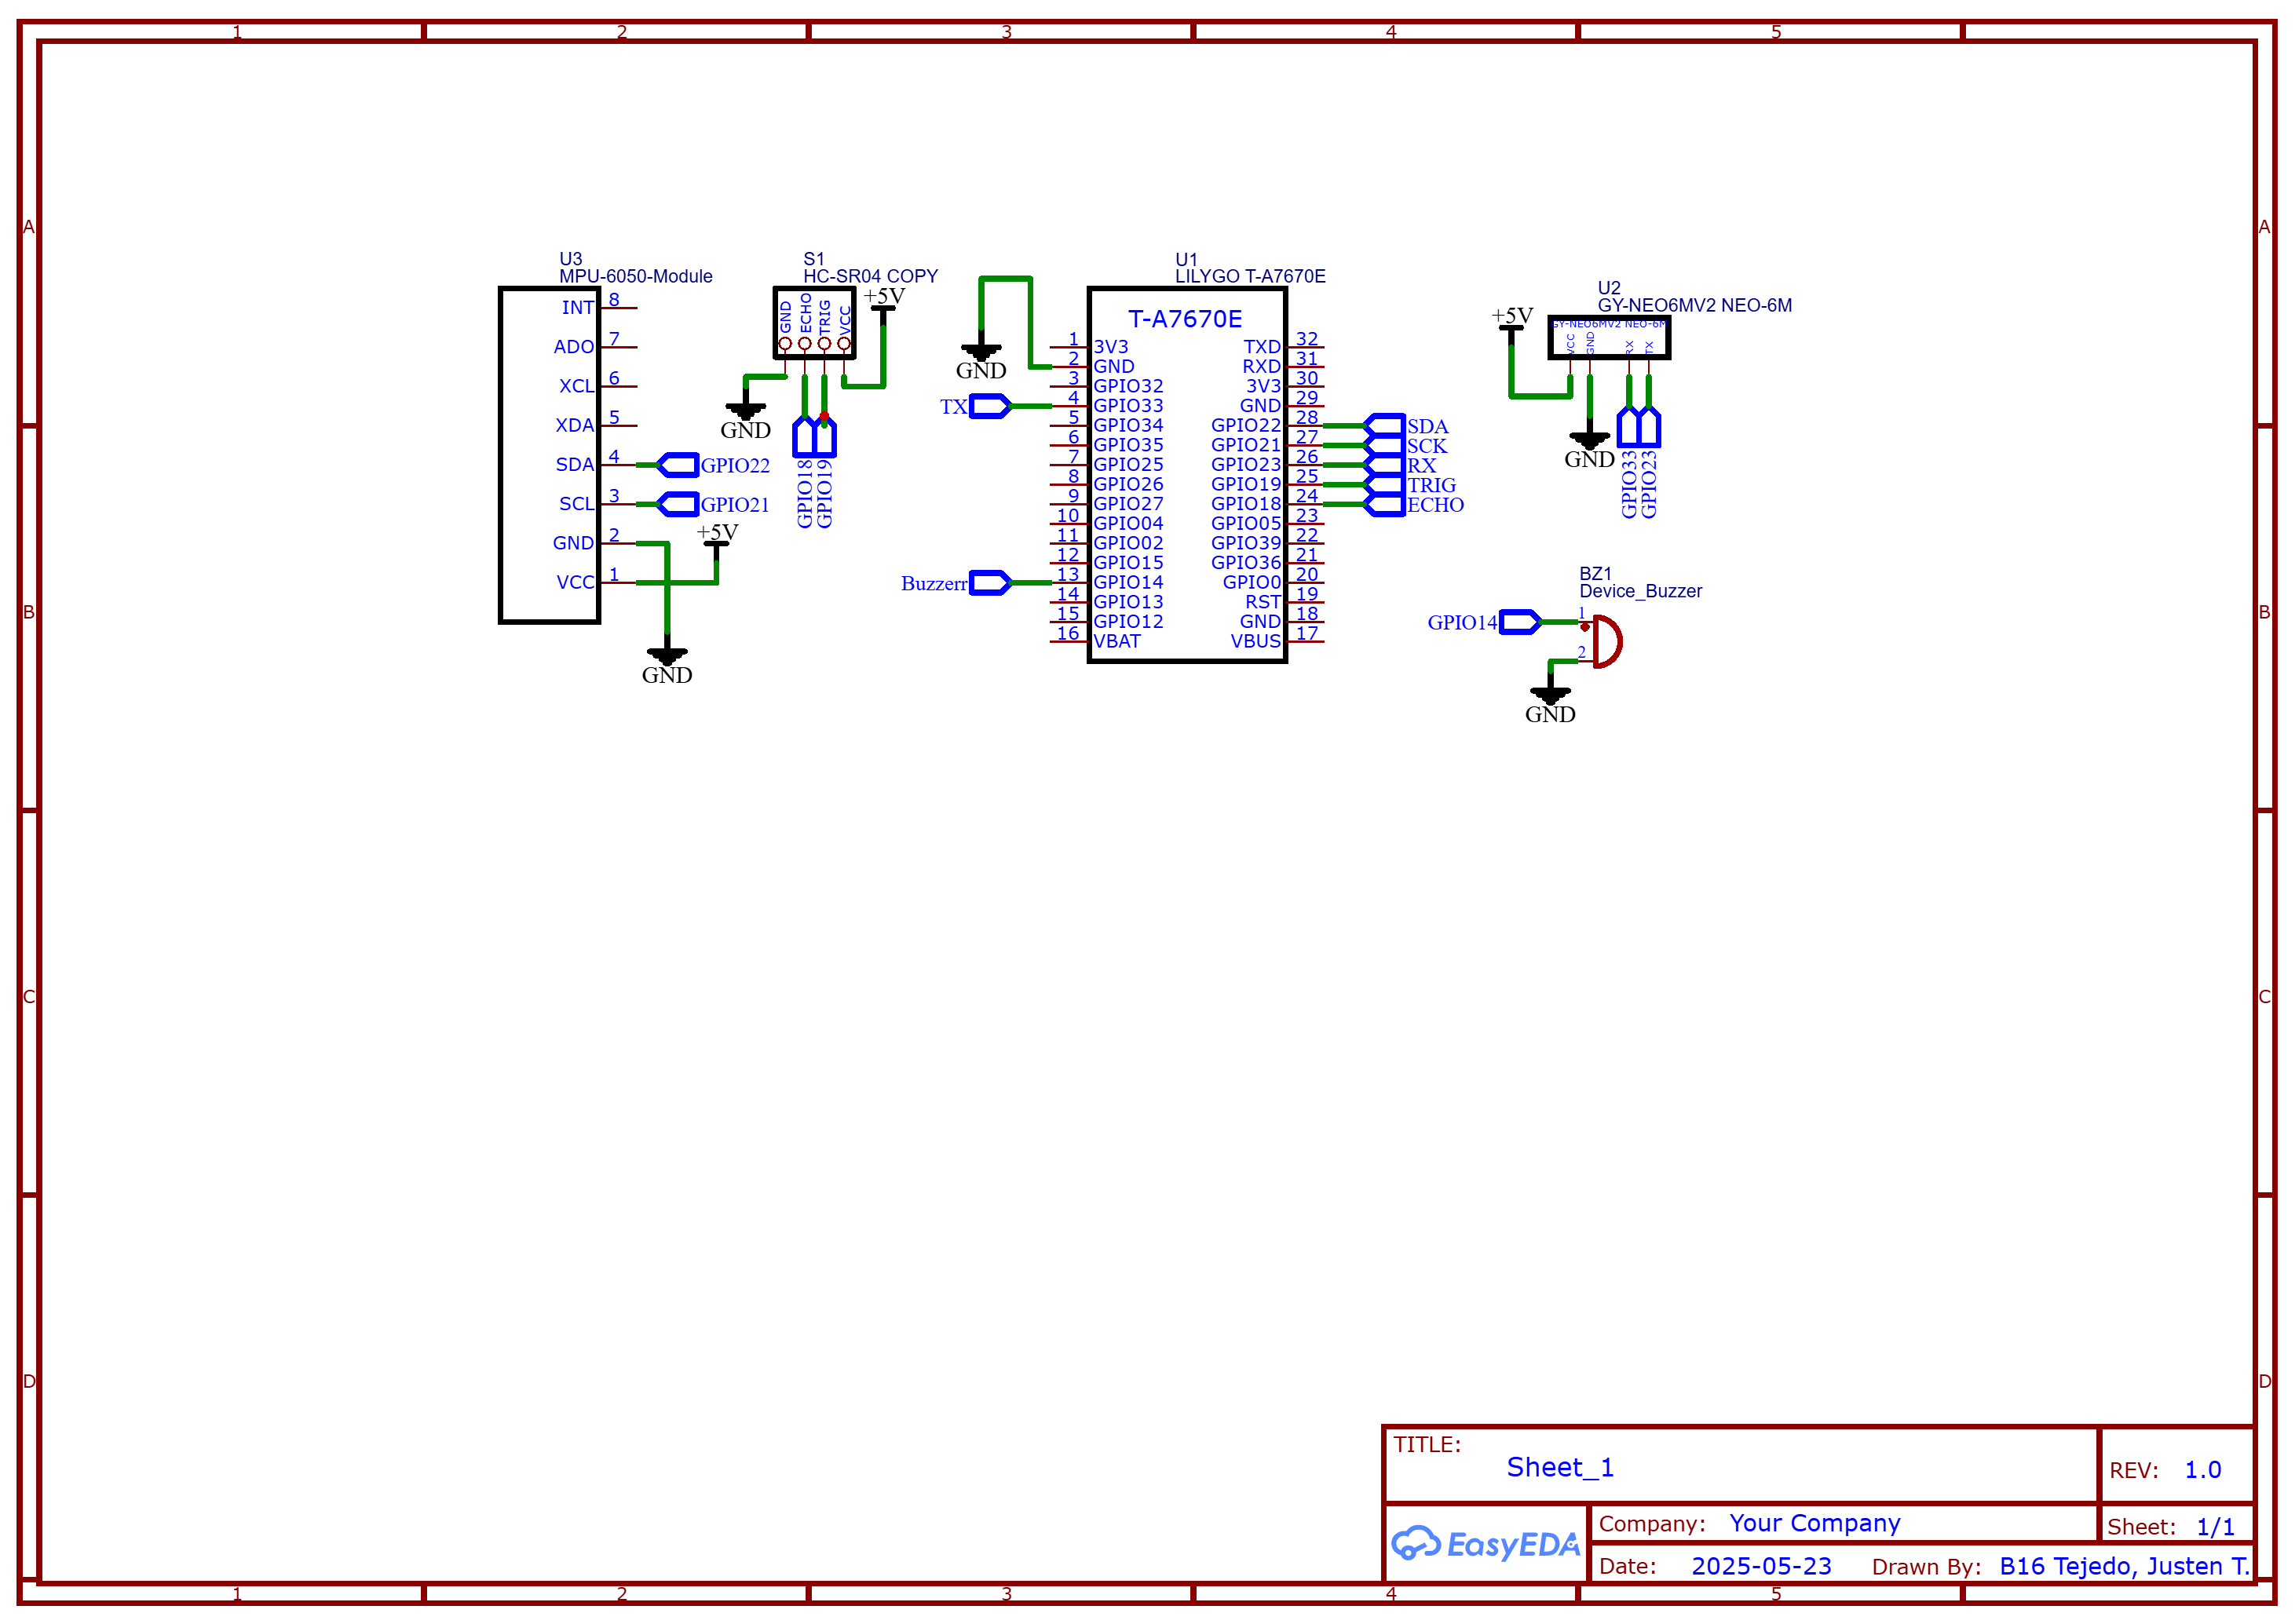 1 2 3 4 5
A A
B B
C C
D D
U3
MPU-6050-Module
INT 8
ADO 7
XCL 6
XDA 5
SDA 4 GPIO22
SCL 3 GPIO21
GND 2
VCC 1
+5V
GND
S1
HC-SR04 COPY
GND ECHO TRIG VCC
+5V
GND
GPIO18 GPIO19
U1
LILYGO T-A7670E
T-A7670E
GND
1 3V3 TXD 32
2 GND RXD 31
3 GPIO32 3V3 30
TX 4 GPIO33 GND 29
5 GPIO34 GPIO22 28 SDA
6 GPIO35 GPIO21 27 SCK
7 GPIO25 GPIO23 26 RX
8 GPIO26 GPIO19 25 TRIG
9 GPIO27 GPIO18 24 ECHO
10 GPIO04 GPIO05 23
11 GPIO02 GPIO39 22
12 GPIO15 GPIO36 21
Buzzerr 13 GPIO14 GPIO0 20
14 GPIO13 RST 19
15 GPIO12 GND 18
16 VBAT VBUS 17
U2
GY-NEO6MV2 NEO-6M
+5V
GY-NEO6MV2 NEO-6M
VCC GND RX TX
GND
GPIO33 GPIO23
BZ1
Device_Buzzer
GPIO14 1
2
GND
TITLE:
Sheet_1
REV: 1.0
EasyEDA
Company: Your Company
Sheet: 1/1
Date: 2025-05-23 Drawn By: B16 Tejedo, Justen T.
1 2 3 4 5